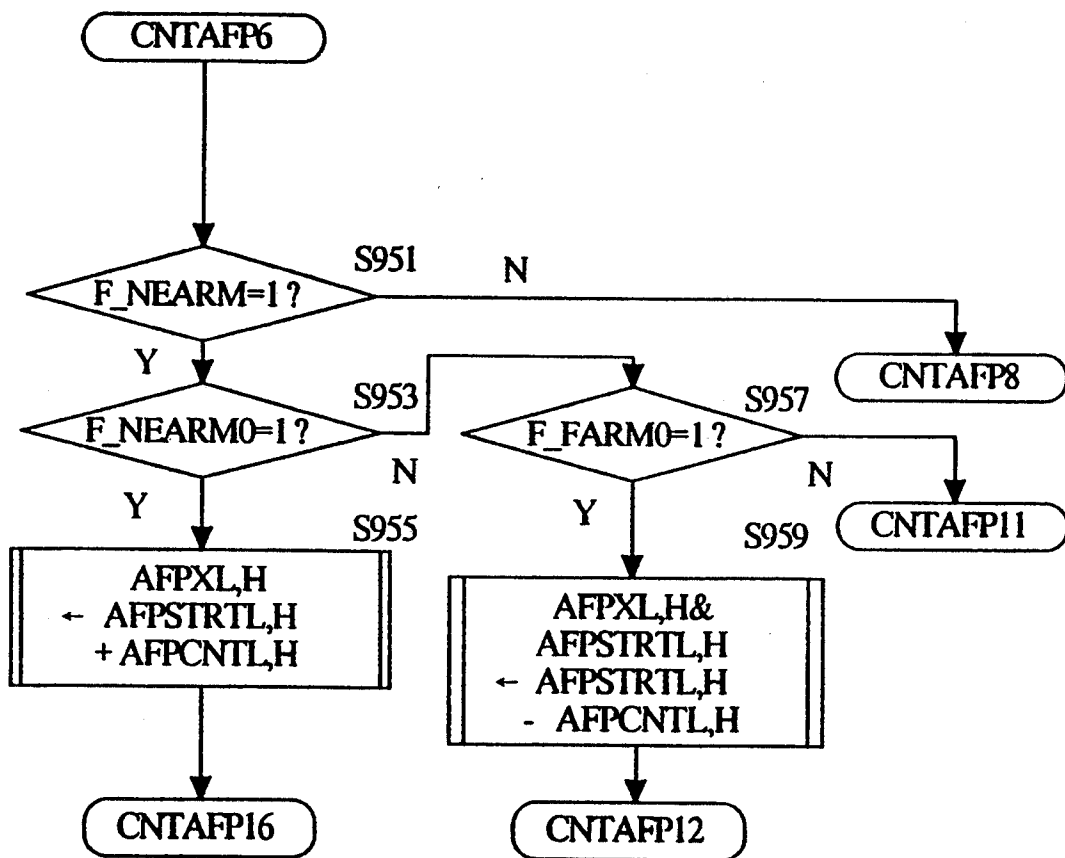 CNTAFP6
S951
N
F_NEARM=1?
Y
CNTAFP8
S953
S957
F_NEARM0=1?
F_FARM0=1?
N
N
Y
Y
CNTAFP11
S955
S959
AFPXL,H
← AFPSTRTL,H
+ AFPCNTL,H
AFPXL,H&
AFPSTRTL,H
← AFPSTRTL,H
- AFPCNTL,H
CNTAFP16
CNTAFP12